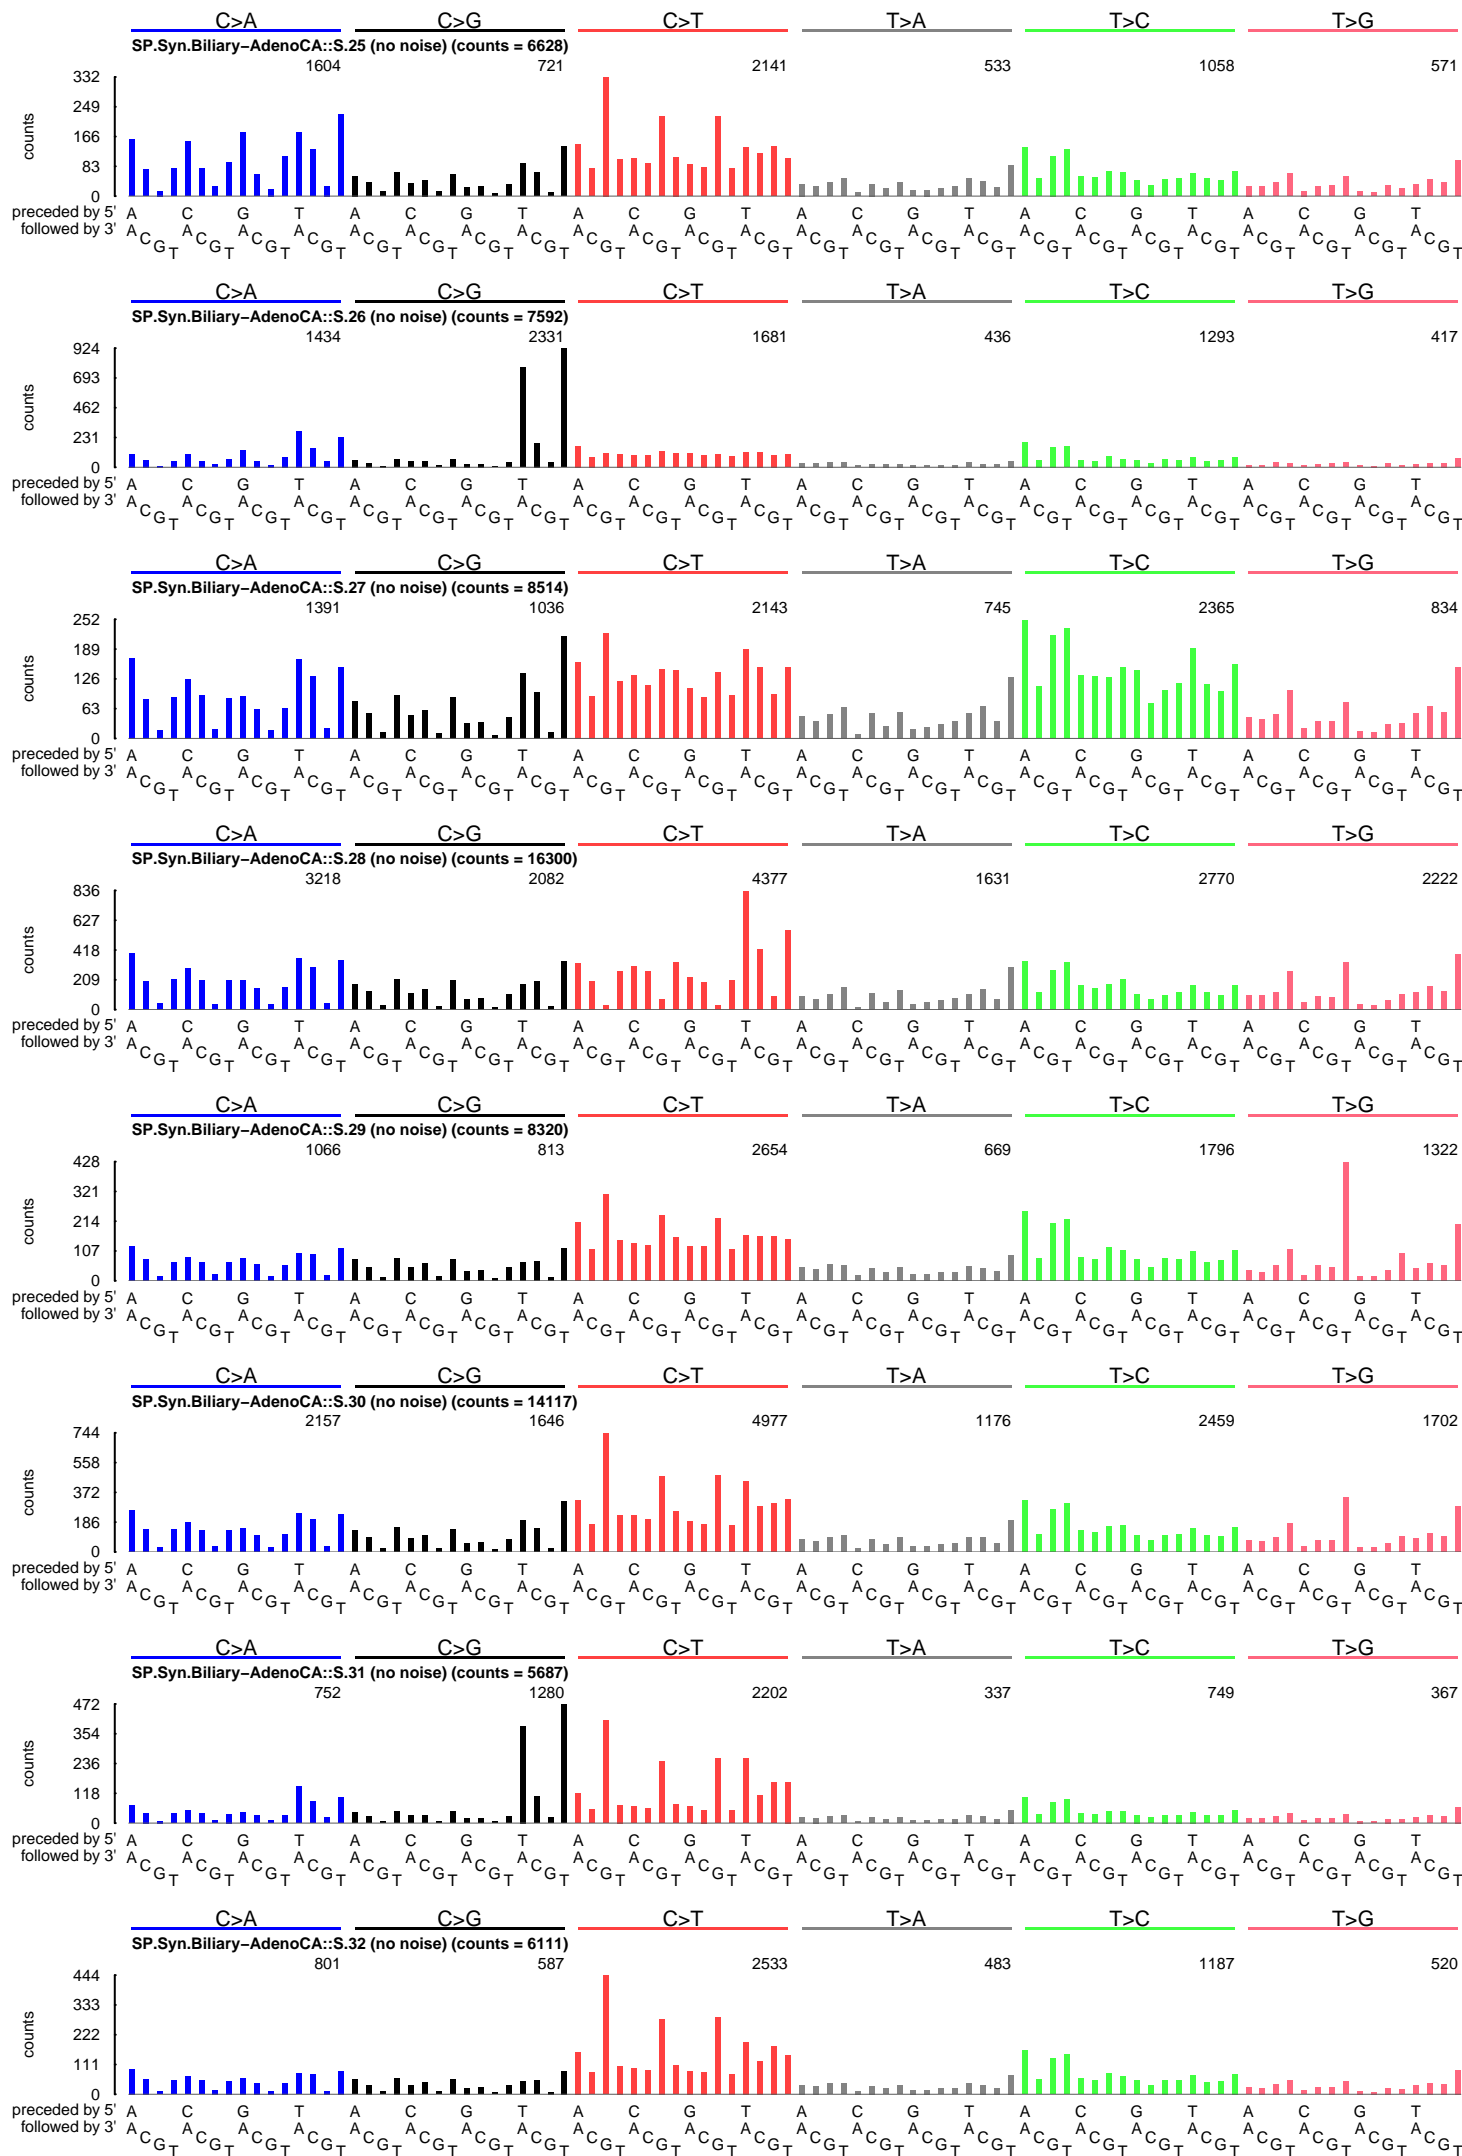 C>A C>G C>T T>A T>C T>G
SP.Syn.Biliary−AdenoCA::S.25 (no noise) (counts = 6628)
1604 721 2141 533 1058 571
332
249
166
83
0
counts
preceded by 5' A C G T A C G T A C G T A C G T A C G T A C G T
followed by 3' A C G T A C G T A C G T A C G T A C G T A C G T A C G T A C G T A C G T A C G T A C G T A C G T A C G T A C G T A C G T A C G T A C G T A C G T A C G T A C G T A C G T A C G T A C G T A C G T
C>A C>G C>T T>A T>C T>G
SP.Syn.Biliary−AdenoCA::S.26 (no noise) (counts = 7592)
1434 2331 1681 436 1293 417
924
693
462
231
0
counts
preceded by 5' A C G T A C G T A C G T A C G T A C G T A C G T
followed by 3' A C G T A C G T A C G T A C G T A C G T A C G T A C G T A C G T A C G T A C G T A C G T A C G T A C G T A C G T A C G T A C G T A C G T A C G T A C G T A C G T A C G T A C G T A C G T A C G T
C>A C>G C>T T>A T>C T>G
SP.Syn.Biliary−AdenoCA::S.27 (no noise) (counts = 8514)
1391 1036 2143 745 2365 834
252
189
126
63
0
counts
preceded by 5' A C G T A C G T A C G T A C G T A C G T A C G T
followed by 3' A C G T A C G T A C G T A C G T A C G T A C G T A C G T A C G T A C G T A C G T A C G T A C G T A C G T A C G T A C G T A C G T A C G T A C G T A C G T A C G T A C G T A C G T A C G T A C G T
C>A C>G C>T T>A T>C T>G
SP.Syn.Biliary−AdenoCA::S.28 (no noise) (counts = 16300)
3218 2082 4377 1631 2770 2222
836
627
418
209
0
counts
preceded by 5' A C G T A C G T A C G T A C G T A C G T A C G T
followed by 3' A C G T A C G T A C G T A C G T A C G T A C G T A C G T A C G T A C G T A C G T A C G T A C G T A C G T A C G T A C G T A C G T A C G T A C G T A C G T A C G T A C G T A C G T A C G T A C G T
C>A C>G C>T T>A T>C T>G
SP.Syn.Biliary−AdenoCA::S.29 (no noise) (counts = 8320)
1066 813 2654 669 1796 1322
428
321
214
107
0
counts
preceded by 5' A C G T A C G T A C G T A C G T A C G T A C G T
followed by 3' A C G T A C G T A C G T A C G T A C G T A C G T A C G T A C G T A C G T A C G T A C G T A C G T A C G T A C G T A C G T A C G T A C G T A C G T A C G T A C G T A C G T A C G T A C G T A C G T
C>A C>G C>T T>A T>C T>G
SP.Syn.Biliary−AdenoCA::S.30 (no noise) (counts = 14117)
2157 1646 4977 1176 2459 1702
744
558
372
186
0
counts
preceded by 5' A C G T A C G T A C G T A C G T A C G T A C G T
followed by 3' A C G T A C G T A C G T A C G T A C G T A C G T A C G T A C G T A C G T A C G T A C G T A C G T A C G T A C G T A C G T A C G T A C G T A C G T A C G T A C G T A C G T A C G T A C G T A C G T
C>A C>G C>T T>A T>C T>G
SP.Syn.Biliary−AdenoCA::S.31 (no noise) (counts = 5687)
752 1280 2202 337 749 367
472
354
236
118
0
counts
preceded by 5' A C G T A C G T A C G T A C G T A C G T A C G T
followed by 3' A C G T A C G T A C G T A C G T A C G T A C G T A C G T A C G T A C G T A C G T A C G T A C G T A C G T A C G T A C G T A C G T A C G T A C G T A C G T A C G T A C G T A C G T A C G T A C G T
C>A C>G C>T T>A T>C T>G
SP.Syn.Biliary−AdenoCA::S.32 (no noise) (counts = 6111)
801 587 2533 483 1187 520
444
333
222
111
0
counts
preceded by 5' A C G T A C G T A C G T A C G T A C G T A C G T
followed by 3' A C G T A C G T A C G T A C G T A C G T A C G T A C G T A C G T A C G T A C G T A C G T A C G T A C G T A C G T A C G T A C G T A C G T A C G T A C G T A C G T A C G T A C G T A C G T A C G T